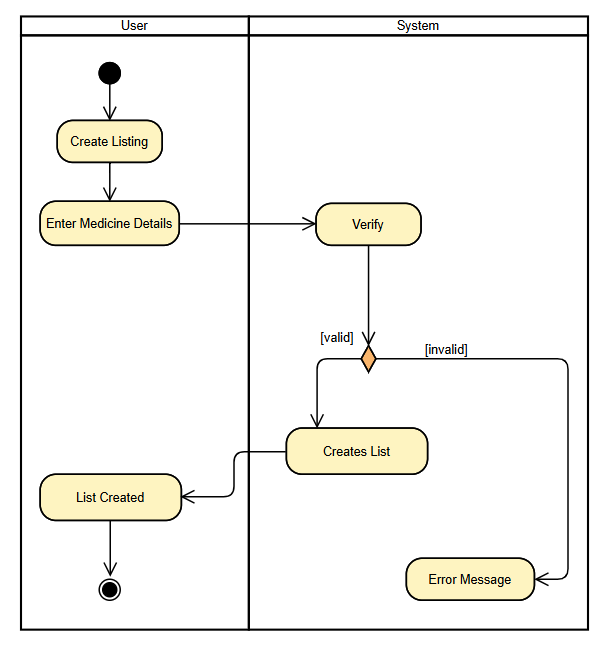 User
System
Create Listing
Enter Medicine Details
Verify
[valid]
[invalid]
Creates List
List Created
Error Message